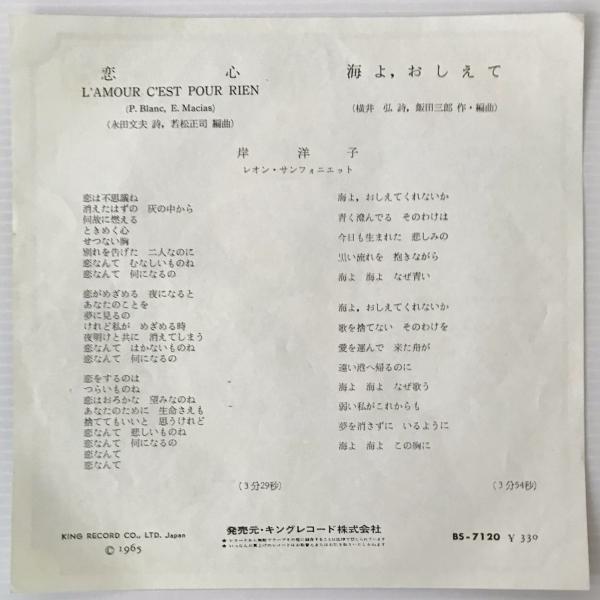 恋　心
L'AMOUR C'EST POUR RIEN
(P. Blanc, E. Macias)
(永田文夫 詩, 若松正司 編曲)
海よ, おしえて
(横井 弘 詩, 飯田三郎 作・編曲)
岸 洋 子
レオン・サンフォニエット
恋は不思議ね
消えたはずの 灰の中から
何故に燃える
ときめく心
せつない胸
別れを告げた 二人なのに
恋なんて むなしいものね
恋なんて 何になるの
恋がめざめる 夜になると
あなたのことを
夢に見るの
けれど私が めざめる時
夜明けと共に 消えてしまう
恋なんて はかないものね
恋なんて 何になるの
恋をするのは
つらいものね
恋はおろかな 望みなのね
あなたのために 生命さえも
捨ててもいいと 思うけれど
恋なんて 悲しいものね
恋なんて 何になるの
恋なんて
恋なんて
(3分29秒)
海よ, おしえてくれないか
青く澄んでる そのわけは
今日も生まれた 悲しみの
黒い流れを 抱きながら
海よ 海よ なぜ青い
海よ, おしえてくれないか
歌を捨てない そのわけを
愛を運んで 来た舟が
遠い港へ帰るのに
海よ 海よ なぜ歌う
弱い私がこれからも
夢を消さずに いるように
海よ 海よ この胸に
(3分54秒)
KING RECORD CO., LTD. Japan
© 1965
発売元・キングレコード株式会社
BS-7120 ¥ 330